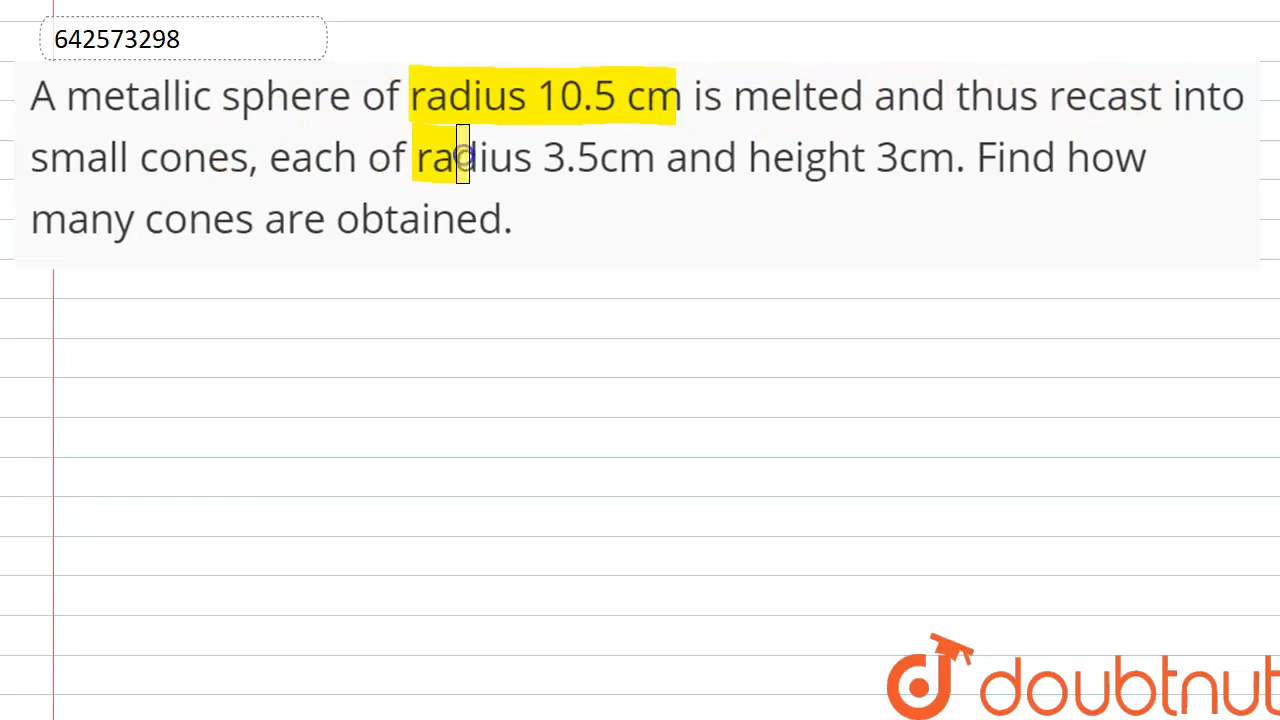 642573298
A metallic sphere of radius 10.5 cm is melted and thus recast into
small cones, each of radius 3.5cm and height 3cm. Find how
many cones are obtained.
doubtnut